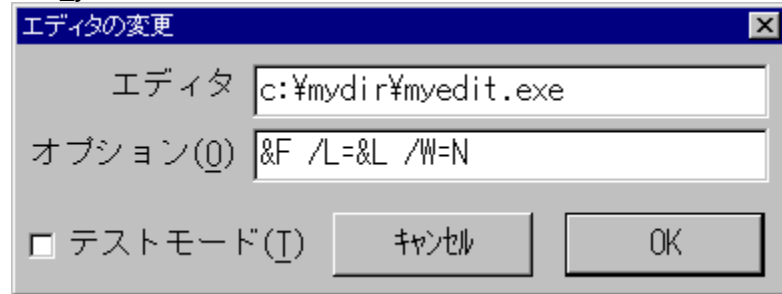 エディタの変更
エディタ c:¥mydir¥myedit.exe
オプション(O) &F /L=&L /W=N
テストモード(T) ｷｬﾝｾﾙ OK